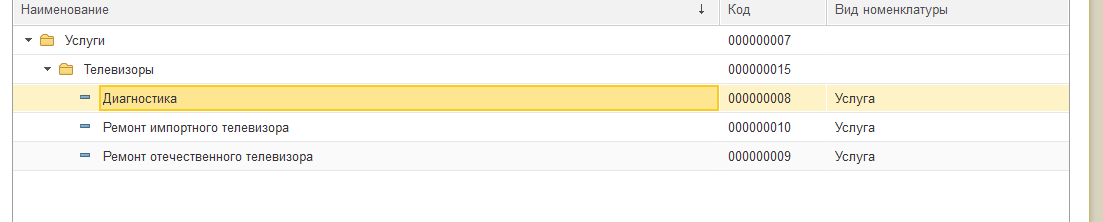 Наименование ↓ Код Вид номенклатуры
Услуги 000000007
Телевизоры 000000015
Диагностика 000000008 Услуга
Ремонт импортного телевизора 000000010 Услуга
Ремонт отечественного телевизора 000000009 Услуга